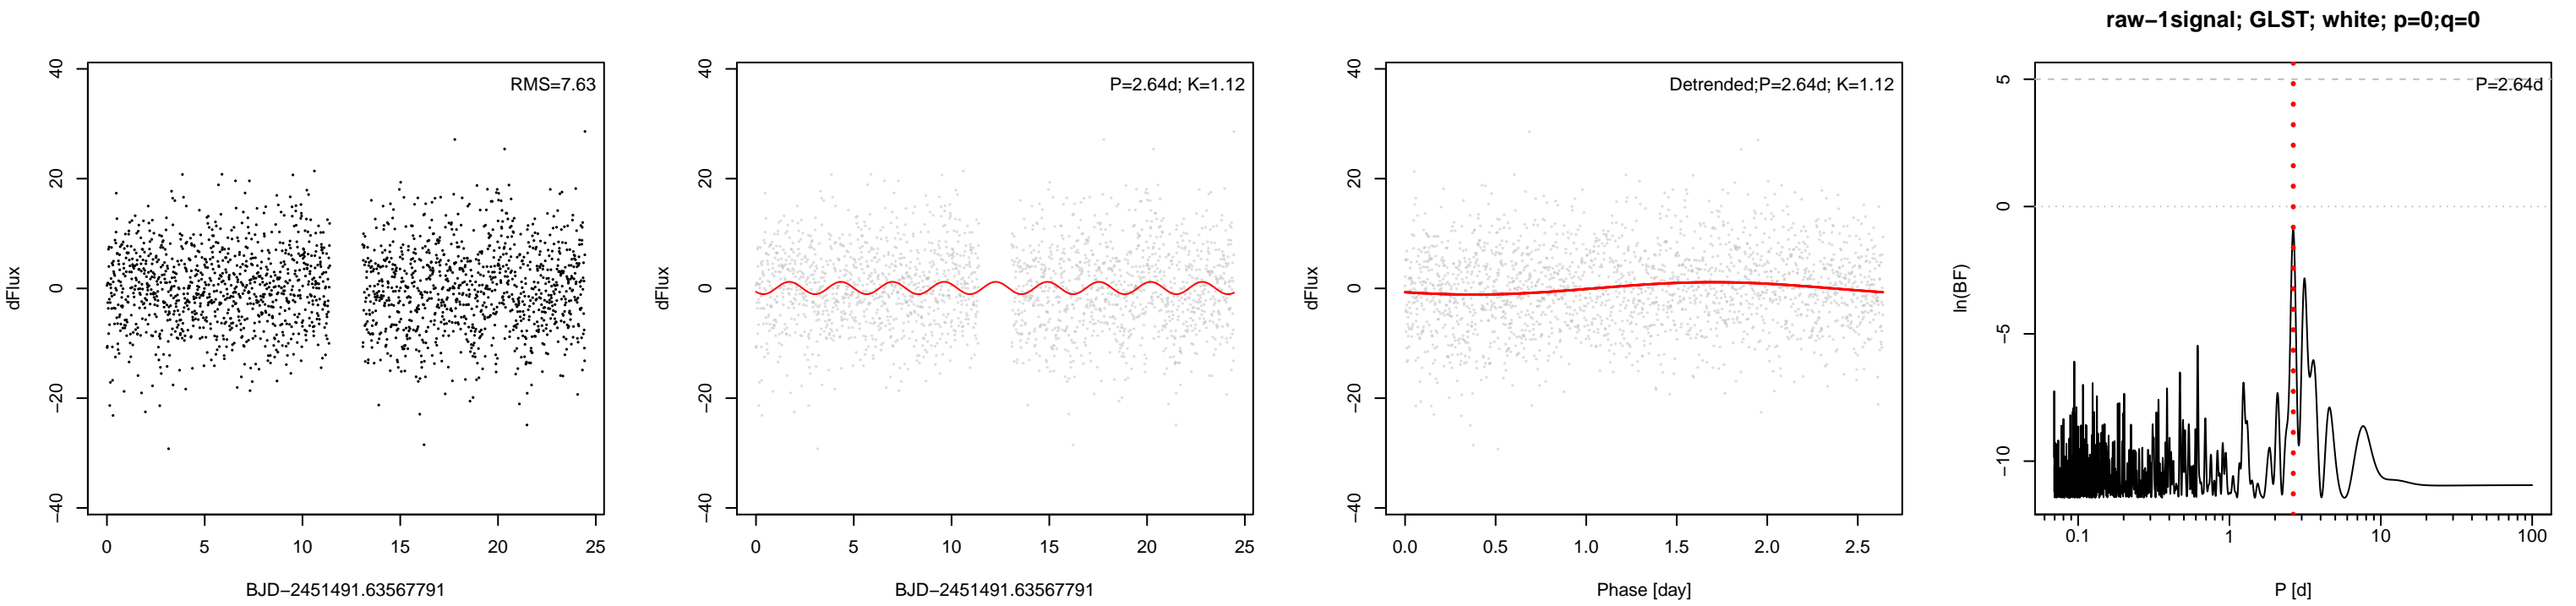 raw−1signal; GLST; white; p=0;q=0
RMS=7.63
dFlux
40
20
0
−20
−40
0 5 10 15 20 25
BJD−2451491.63567791
P=2.64d; K=1.12
dFlux
40
20
0
−20
−40
0 5 10 15 20 25
BJD−2451491.63567791
Detrended;P=2.64d; K=1.12
dFlux
40
20
0
−20
−40
0.0 0.5 1.0 1.5 2.0 2.5
Phase [day]
P=2.64d
ln(BF)
5
0
−5
−10
0.1 1 10 100
P [d]